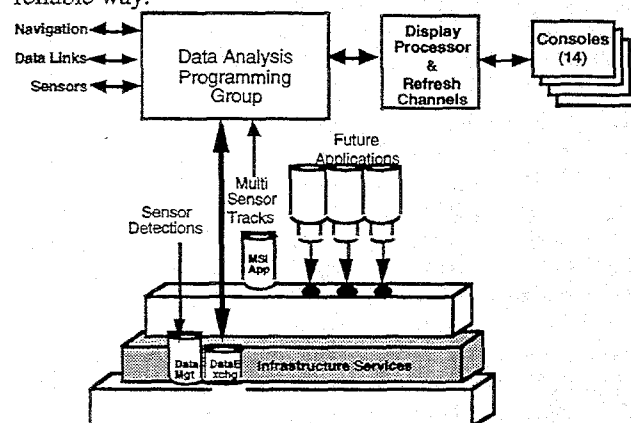 reliable way.
Navigation
Data Links
Sensors
Data Analysis
Programming
Group
Display
Processor
&
Refresh
Channels
Consoles
(14)
Future
Applications
Multi
Sensor
Tracks
Sensor
Detections
MSI
App
Data
Mgt
DataE
xchg
Infrastructure Services